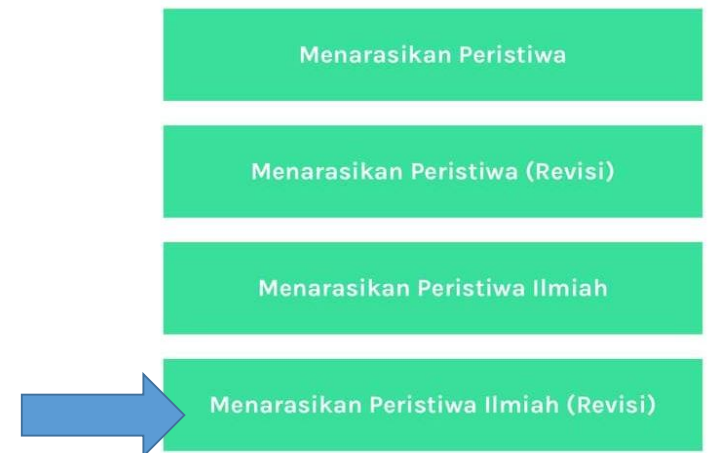 Menarasikan Peristiwa
Menarasikan Peristiwa (Revisi)
Menarasikan Peristiwa Ilmiah
Menarasikan Peristiwa Ilmiah (Revisi)